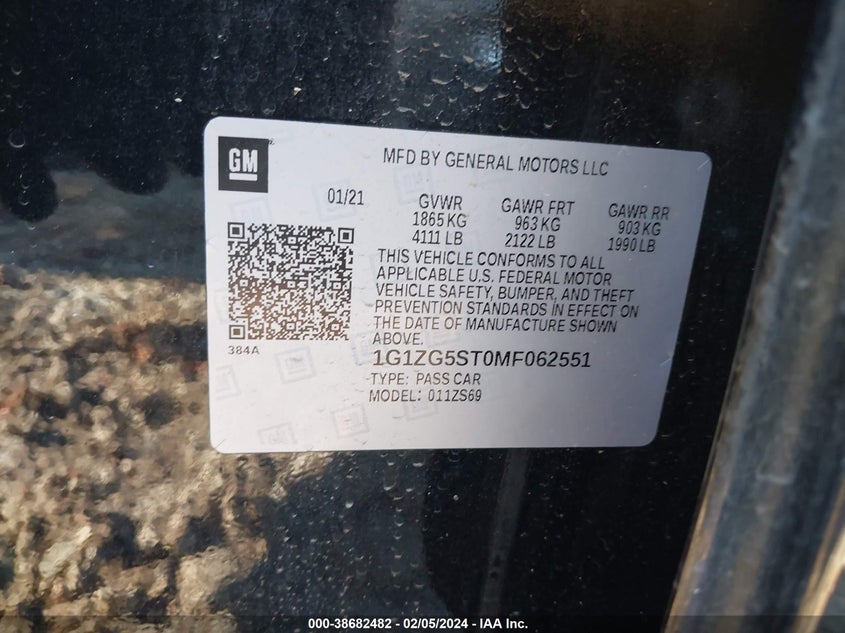 GM
MFD BY GENERAL MOTORS LLC
01/21 GVWR GAWR FRT GAWR RR
1865 KG 963 KG 903 KG
4111 LB 2122 LB 1990 LB
THIS VEHICLE CONFORMS TO ALL
APPLICABLE U.S. FEDERAL MOTOR
VEHICLE SAFETY, BUMPER, AND THEFT
PREVENTION STANDARDS IN EFFECT ON
THE DATE OF MANUFACTURE SHOWN
ABOVE.
384A
1G1ZG5ST0MF062551
TYPE: PASS CAR
MODEL: 011ZS69
000-38682482 - 02/05/2024 - IAA Inc.